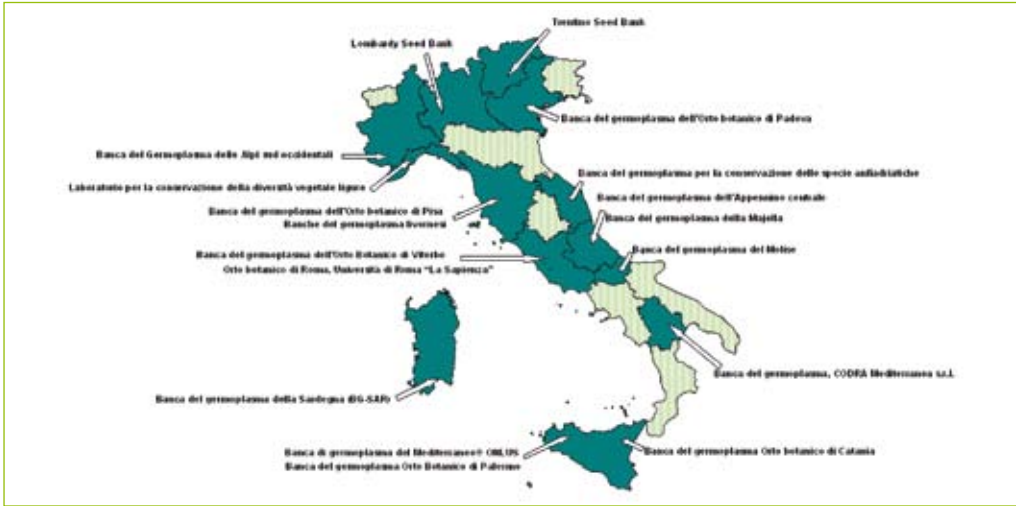 Trentino Seed Bank
Lombardy Seed Bank
Banca del germoplasma dell'Orto botanico di Padova
Banca del Germoplasma delle Alpi sud occidentali
Banca del germoplasma per la conservazione delle specie anfiadriatiche
Laboratorio per la conservazione della diversità vegetale ligure
Banca del germoplasma dell'Appennino centrale
Banca del germoplasma dell'Orto botanico di Pisa
Banca del germoplasma della Majella
Banche del germoplasma livornesi
Banca del germoplasma del Molise
Banca del germoplasma dell'Orto Botanico di Viterbo
Orto botanico di Roma, Università di Roma "La Sapienza"
Banca del germoplasma, CODRA Mediterranea s.r.l.
Banca del germoplasma della Sardegna (BG-SAR)
Banca di germoplasma del Mediterraneo® ONLUS
Banca del germoplasma Orto botanico di Catania
Banca del germoplasma Orto Botanico di Palermo